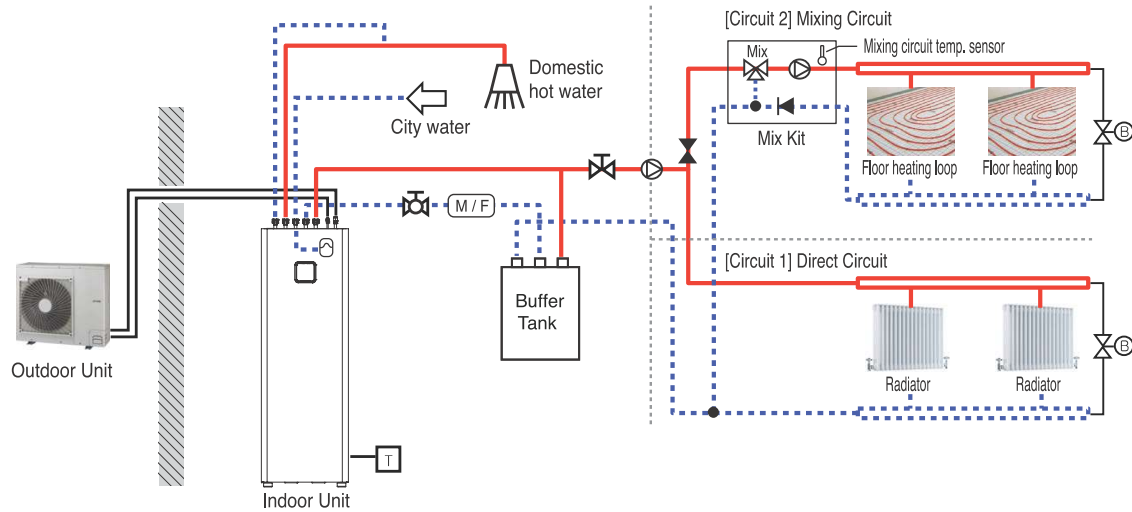 [Circuit 2] Mixing Circuit
Mix
Mixing circuit temp. sensor
Domestic
hot water
City water
Mix Kit
Floor heating loop
Floor heating loop
B
M / F
[Circuit 1] Direct Circuit
Buffer
Tank
B
Outdoor Unit
Radiator
Radiator
T
Indoor Unit